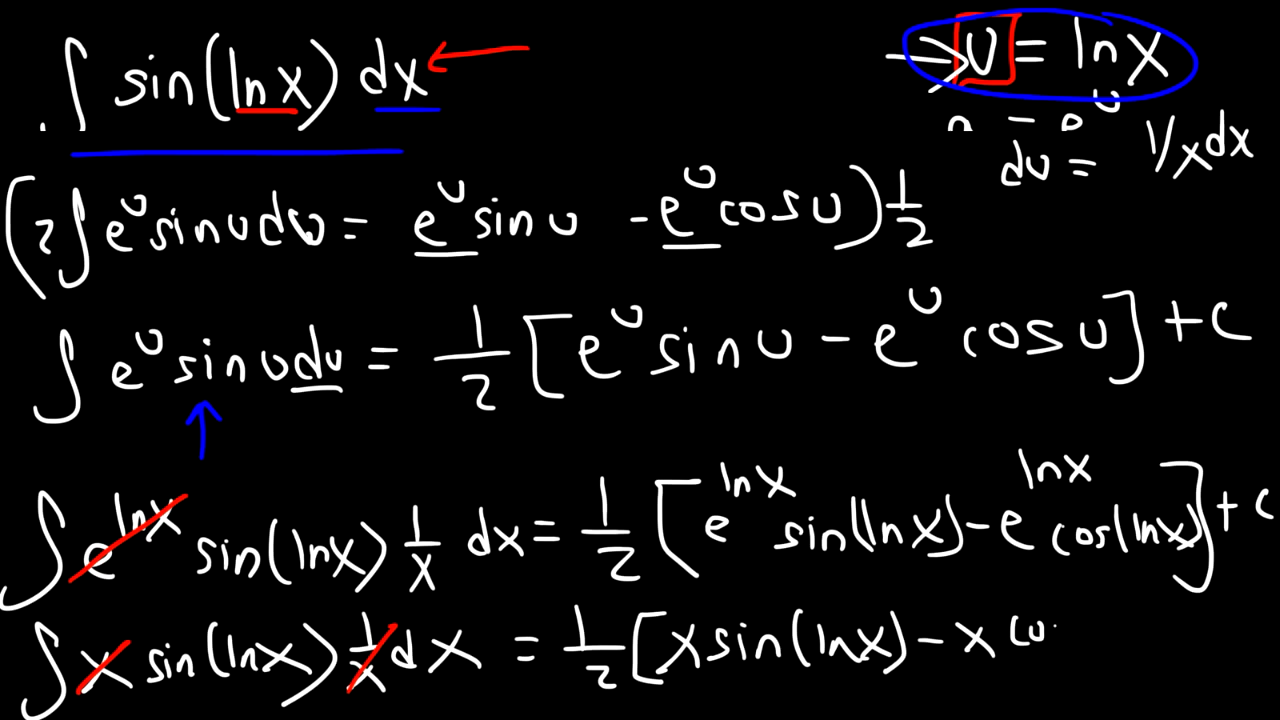 ∫ sin(lnx) dx
→ u = lnx
du = 1/x dx
(2∫ e^u sinu du = e^u sinu - e^u cosu) 1/2
∫ e^u sinu du = 1/2 [e^u sinu - e^u cosu] + C
∫ e^lnx sin(lnx) 1/x dx = 1/2 [e^lnx sin(lnx) - e^lnx cos(lnx)] + C
∫ x sin(lnx) 1/x dx = 1/2 [x sin(lnx) - x co